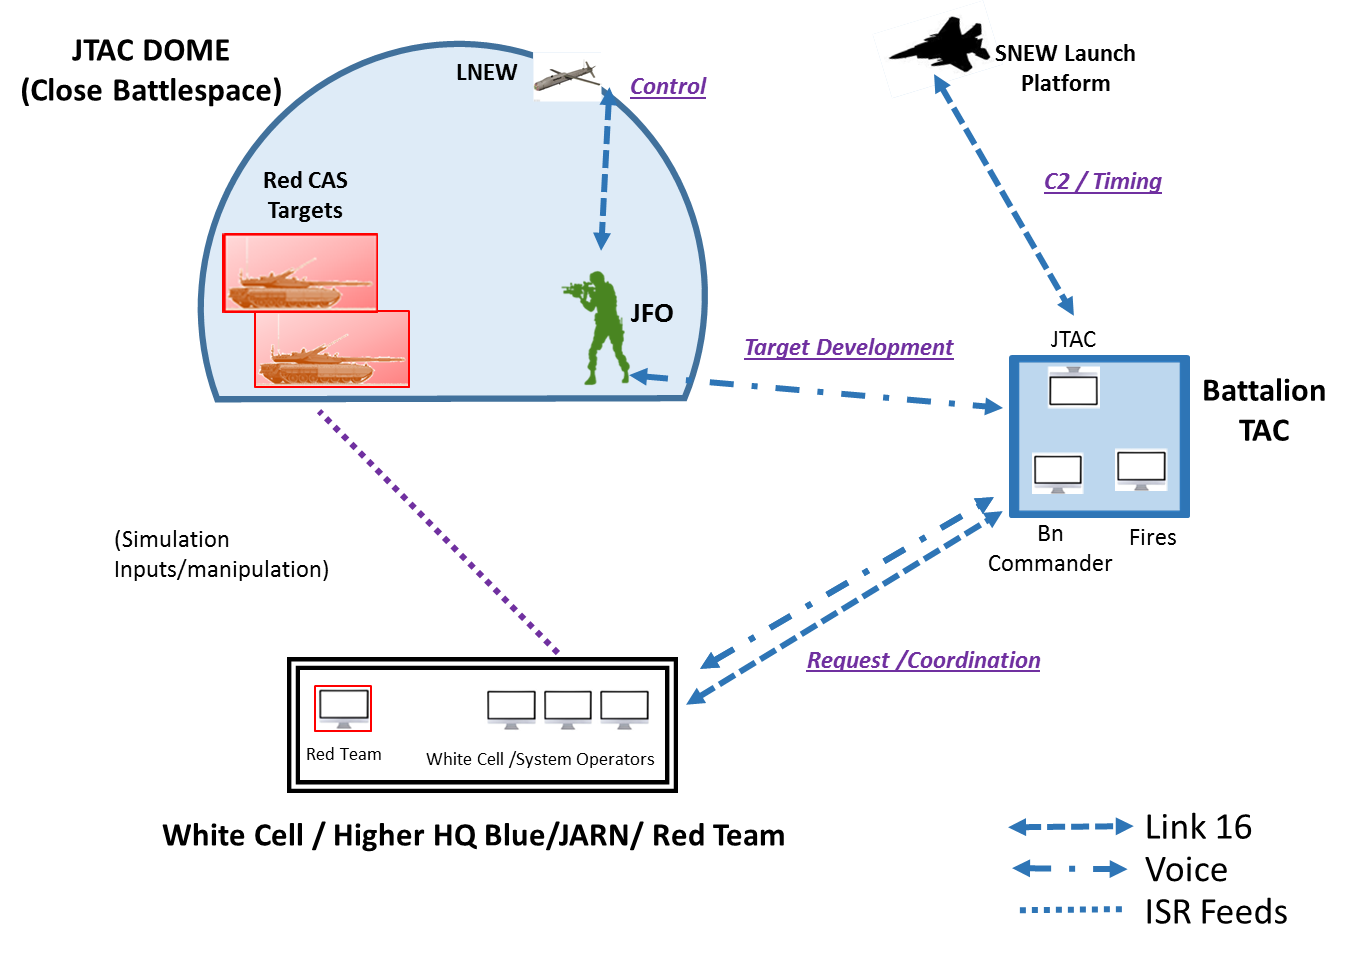 JTAC DOME
(Close Battlespace)
LNEW
Control
SNEW Launch
Platform
C2 / Timing
Red CAS
Targets
JFO
Target Development
JTAC
Battalion
TAC
Bn
Commander
Fires
(Simulation
Inputs/manipulation)
Request /Coordination
Red Team
White Cell /System Operators
White Cell / Higher HQ Blue/JARN/ Red Team
Link 16
Voice
ISR Feeds